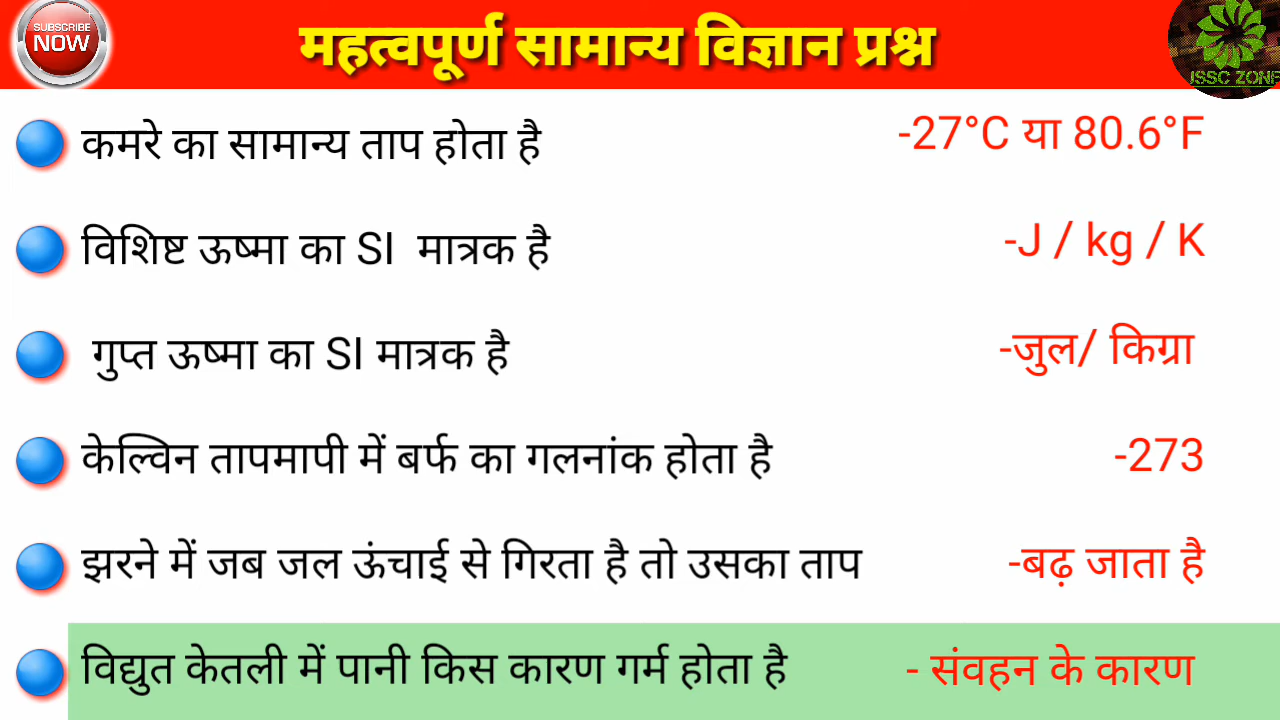 SUBSCRIBE
NOW
महत्वपूर्ण सामान्य विज्ञान प्रश्न
JSSC ZONE
कमरे का सामान्य ताप होता है -27°C या 80.6°F
विशिष्ट ऊष्मा का SI मात्रक है -J / kg / K
गुप्त ऊष्मा का SI मात्रक है -जुल/ किग्रा
केल्विन तापमापी में बर्फ का गलनांक होता है -273
झरने में जब जल ऊंचाई से गिरता है तो उसका ताप -बढ़ जाता है
विद्युत केतली में पानी किस कारण गर्म होता है - संवहन के कारण